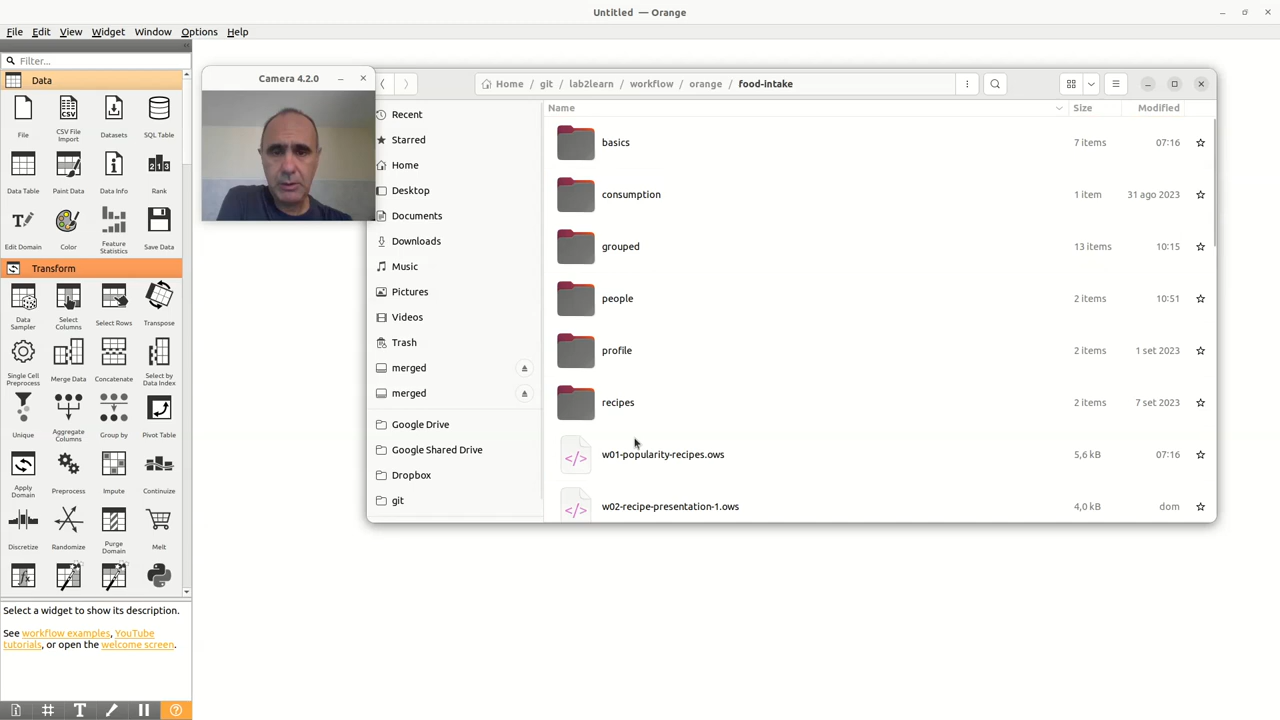 Untitled — Orange
File Edit View Widget Window Options Help
Filter...
Data
File CSV File Import Datasets SQL Table
Data Table Paint Data Data Info Rank
Edit Domain Color Feature Statistics Save Data
Transform
Data Sampler Select Columns Select Rows Transpose
Single Cell Preprocess Merge Data Concatenate Select by Data Index
Unique Aggregate Columns Group by Pivot Table
Apply Domain Preprocess Impute Continuize
Discretize Randomize Purge Domain Melt
Select a widget to show its description.
See workflow examples, YouTube
tutorials, or open the welcome screen.
Camera 4.2.0
Home git lab2learn workflow orange food-intake
Recent
Starred
Home
Desktop
Documents
Downloads
Music
Pictures
Videos
Trash
merged
merged
Google Drive
Google Shared Drive
Dropbox
git
Name Size Modified
basics 7 items 07:16
consumption 1 item 31 ago 2023
grouped 13 items 10:15
people 2 items 10:51
profile 2 items 1 set 2023
recipes 2 items 7 set 2023
w01-popularity-recipes.ows 5,6 kB 07:16
w02-recipe-presentation-1.ows 4,0 kB dom